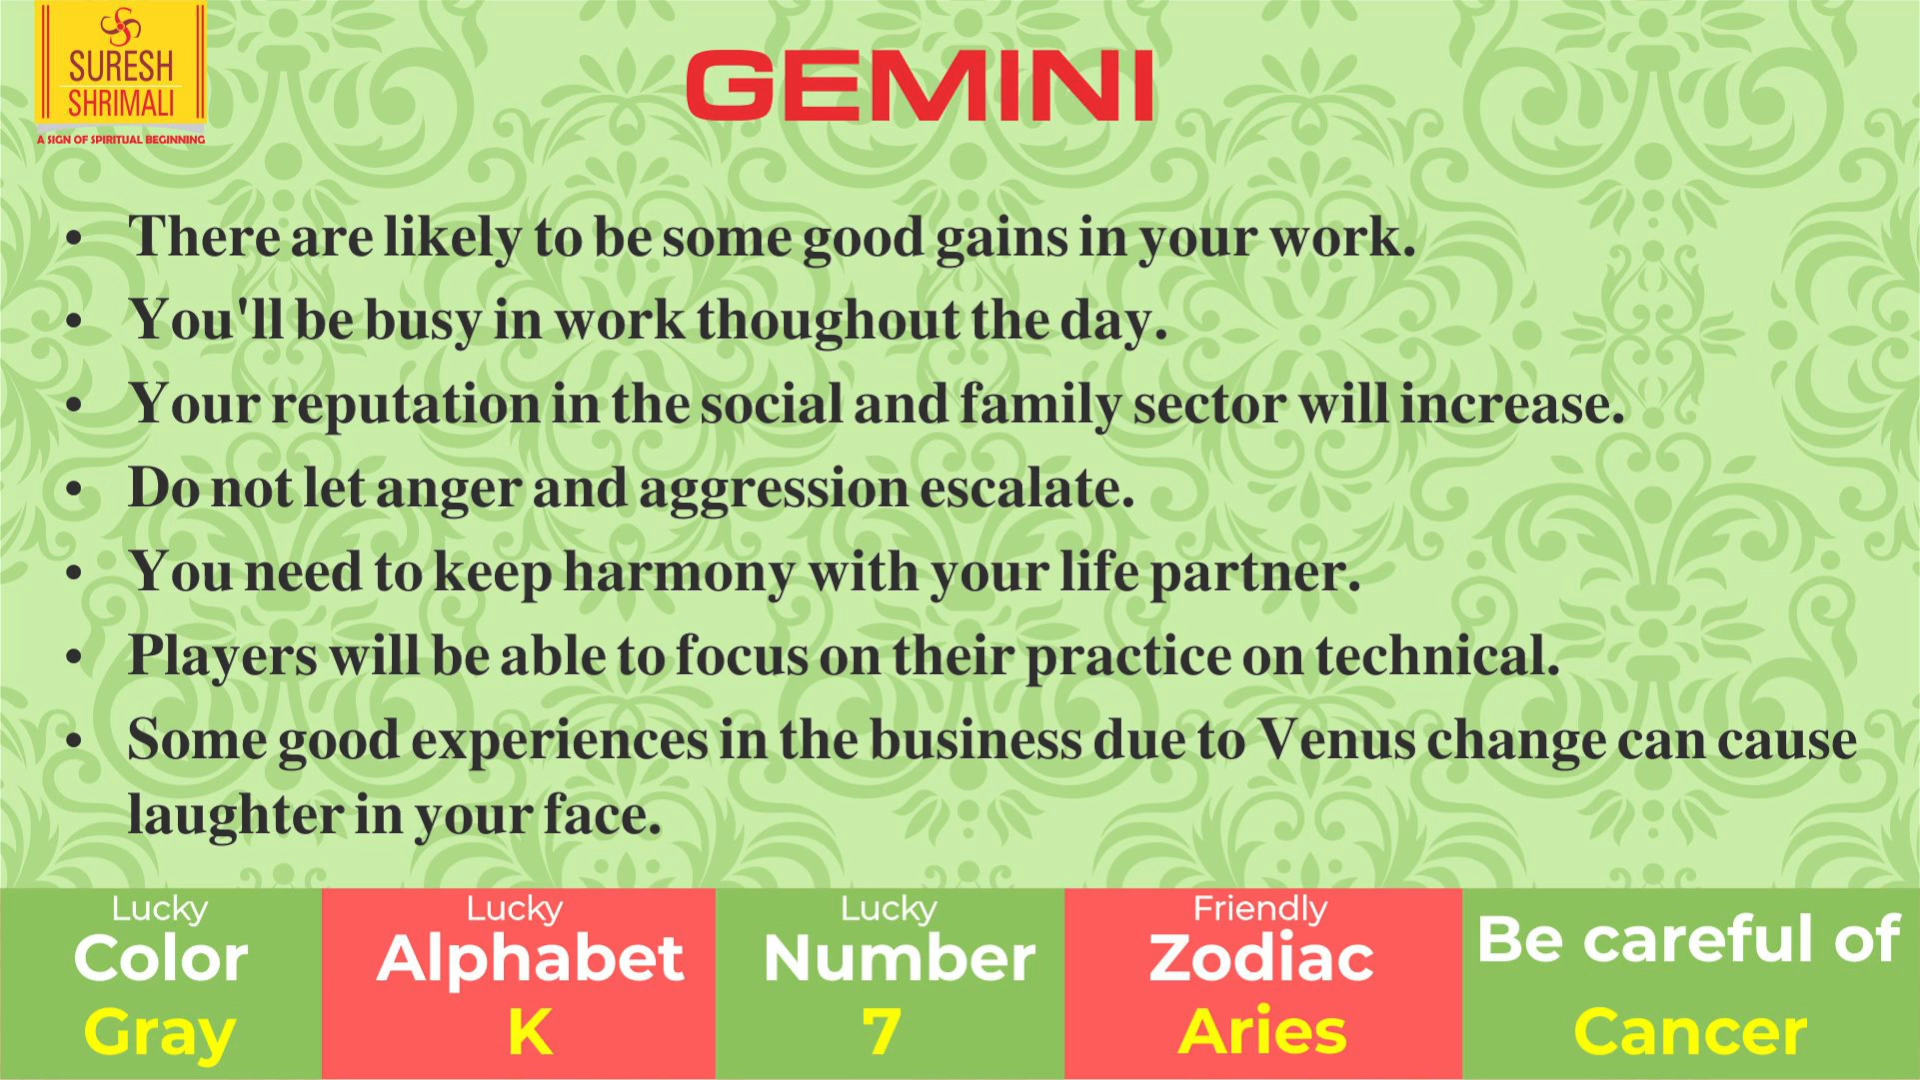 SURESH
SHRIMALI
A SIGN OF SPIRITUAL BEGINNING
GEMINI
• There are likely to be some good gains in your work.
• You'll be busy in work thoughout the day.
• Your reputation in the social and family sector will increase.
• Do not let anger and aggression escalate.
• You need to keep harmony with your life partner.
• Players will be able to focus on their practice on technical.
• Some good experiences in the business due to Venus change can cause
laughter in your face.
Lucky
Color
Gray
Lucky
Alphabet
K
Lucky
Number
7
Friendly
Zodiac
Aries
Be careful of
Cancer